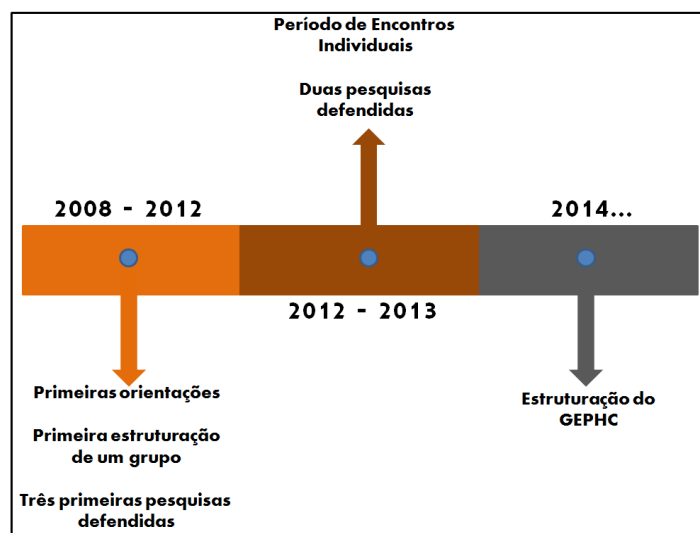 Período de Encontros
Individuais
Duas pesquisas
defendidas
2008 - 2012
2014...
2012 - 2013
Primeiras orientações
Primeira estruturação
de um grupo
Três primeiras pesquisas
defendidas
Estruturação do
GEPHC